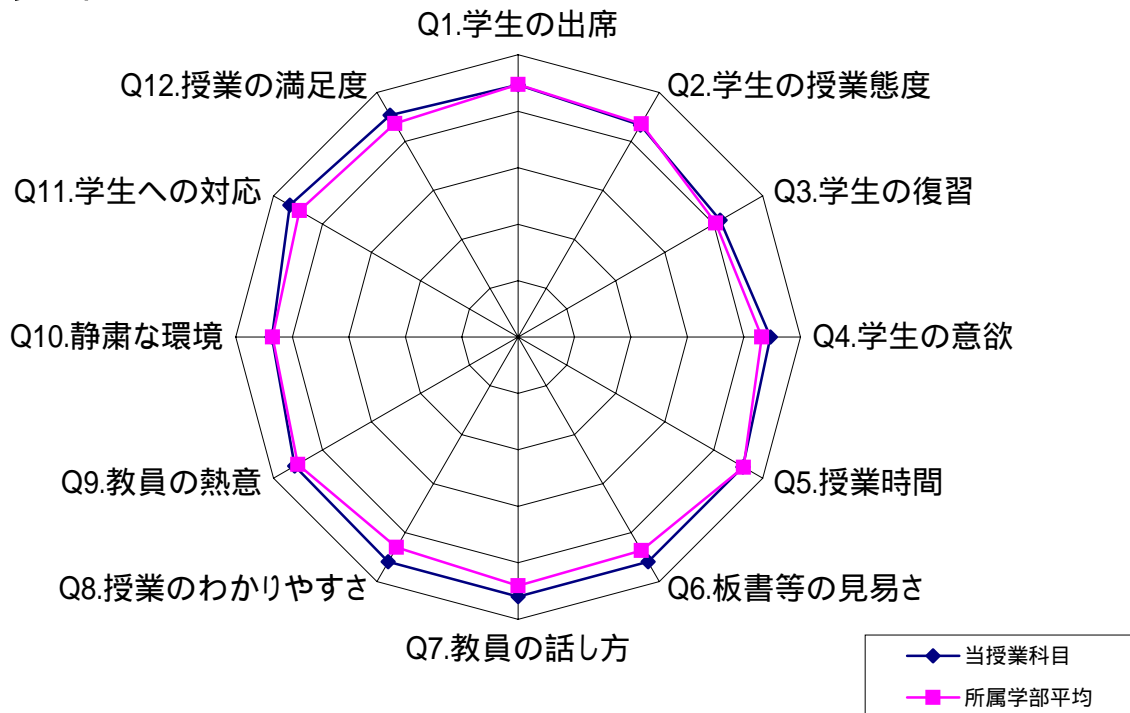 Q1.学生の出席
Q2.学生の授業態度
Q3.学生の復習
Q4.学生の意欲
Q5.授業時間
Q6.板書等の見易さ
Q7.教員の話し方
Q8.授業のわかりやすさ
Q9.教員の熱意
Q10.静粛な環境
Q11.学生への対応
Q12.授業の満足度
当授業科目
所属学部平均